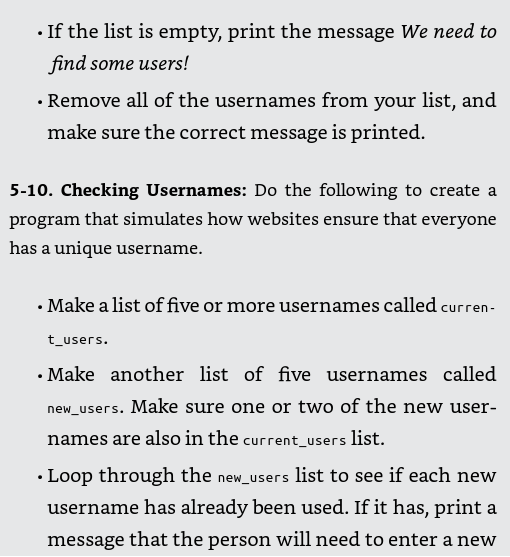 • If the list is empty, print the message We need to
find some users!
• Remove all of the usernames from your list, and
make sure the correct message is printed.
5-10. Checking Usernames: Do the following to create a
program that simulates how websites ensure that everyone
has a unique username.
• Make a list of five or more usernames called curren-
t_users.
• Make another list of five usernames called
new_users. Make sure one or two of the new user-
names are also in the current_users list.
• Loop through the new_users list to see if each new
username has already been used. If it has, print a
message that the person will need to enter a new